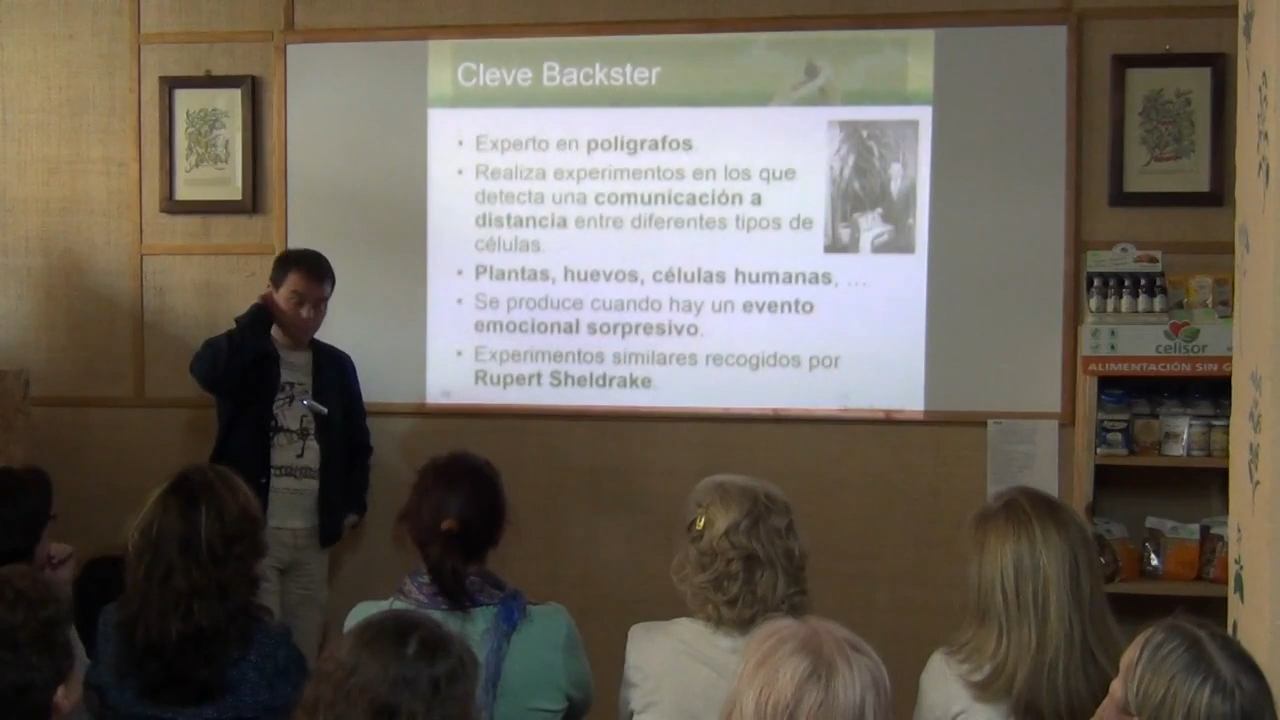 Cleve Backster
• Experto en polígrafos.
• Realiza experimentos en los que
detecta una comunicación a
distancia entre diferentes tipos de
células.
• Plantas, huevos, células humanas, ...
• Se produce cuando hay un evento
emocional sorpresivo.
• Experimentos similares recogidos por
Rupert Sheldrake.
celisor
ALIMENTACIÓN SIN G